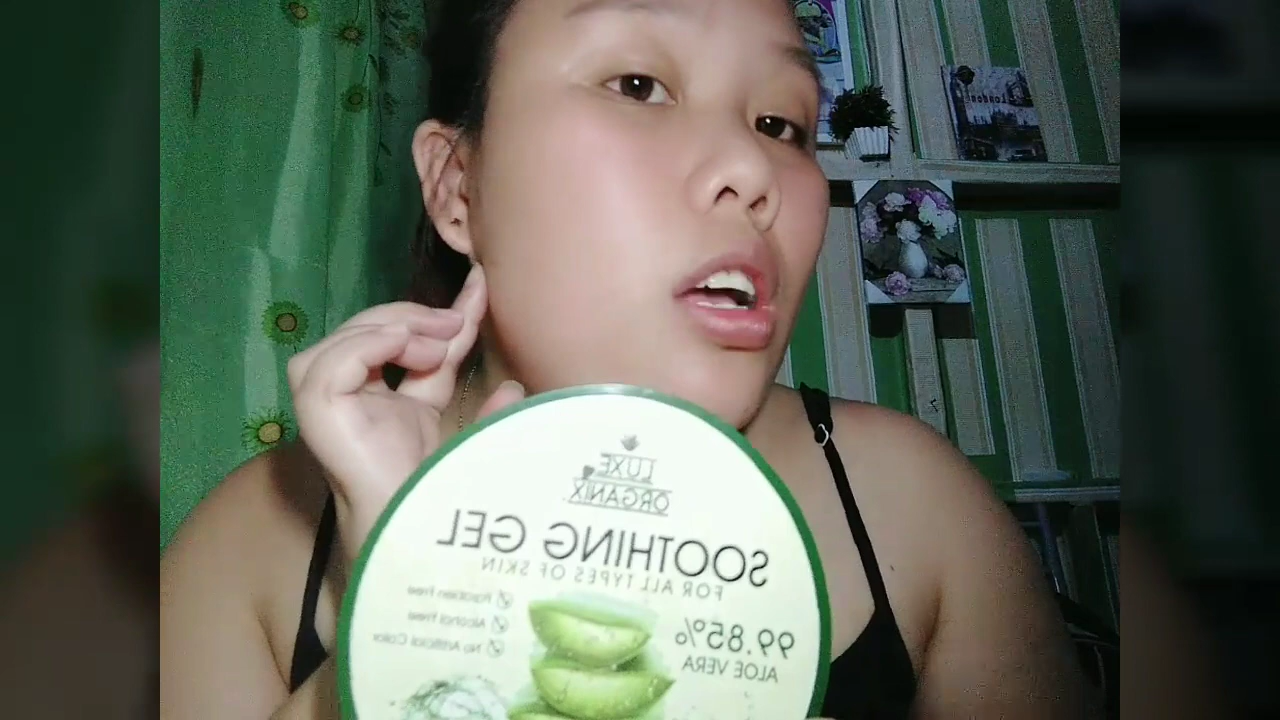 LUXE
ORGANIX
SOOTHING GEL
FOR ALL TYPES OF SKIN
Paraben Free
Alcohol Free
No Artificial Color
99.85%
ALOE VERA
London